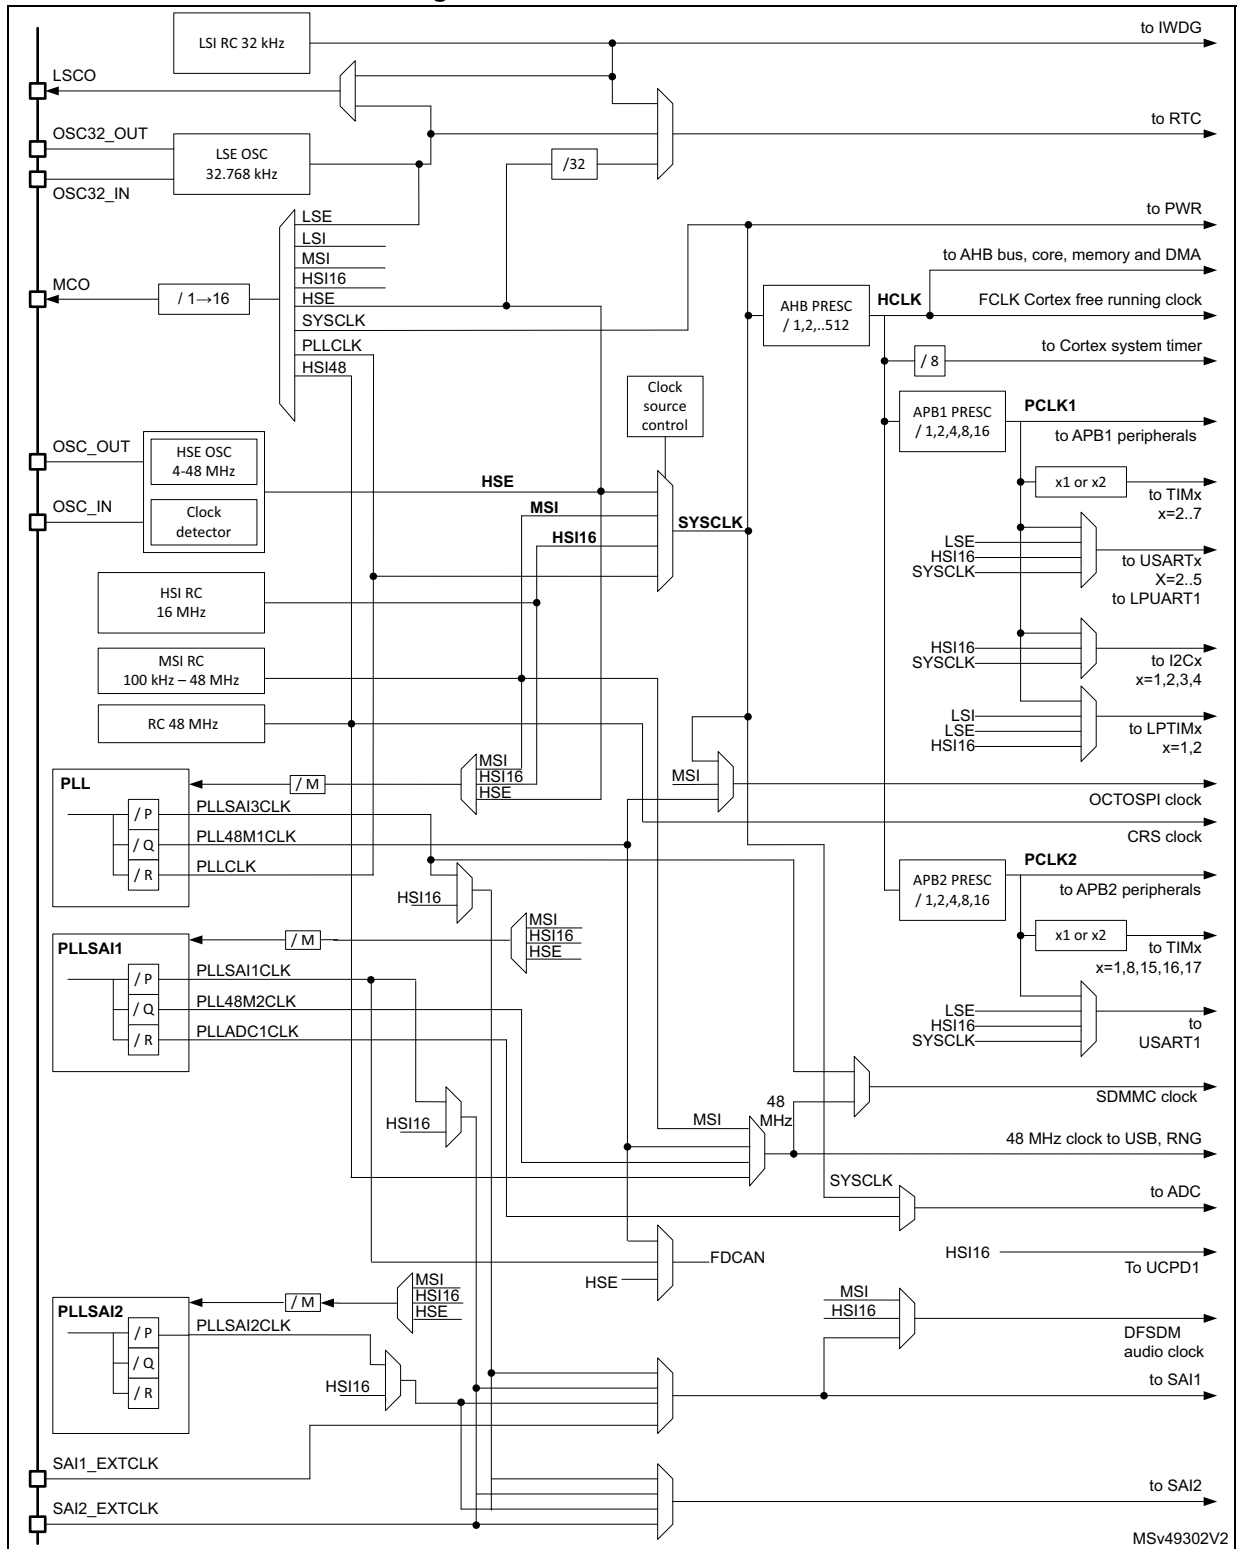 to IWDG
LSI RC 32 kHz
LSCO
to RTC
OSC32_OUT
LSE OSC
32.768 kHz
/32
OSC32_IN
to PWR
LSE
LSI
MSI
HSI16
HSE
SYSCLK
PLLCLK
HSI48
MCO
/ 1→16
to AHB bus, core, memory and DMA
AHB PRESC
/ 1,2,..512
HCLK
FCLK Cortex free running clock
to Cortex system timer
/ 8
Clock
source
control
APB1 PRESC
/ 1,2,4,8,16
PCLK1
to APB1 peripherals
OSC_OUT
HSE OSC
4-48 MHz
OSC_IN
Clock
detector
HSE
MSI
HSI16
SYSCLK
x1 or x2
to TIMx
x=2..7
LSE
HSI16
SYSCLK
to USARTx
X=2..5
to LPUART1
HSI RC
16 MHz
HSI16
SYSCLK
to I2Cx
x=1,2,3,4
MSI RC
100 kHz – 48 MHz
RC 48 MHz
LSI
LSE
HSI16
to LPTIMx
x=1,2
PLL
/ M
MSI
HSI16
HSE
MSI
OCTOSPI clock
/ P
PLLSAI3CLK
CRS clock
/ Q
PLL48M1CLK
/ R
PLLCLK
HSI16
APB2 PRESC
/ 1,2,4,8,16
PCLK2
to APB2 peripherals
PLLSAI1
/ M
MSI
HSI16
HSE
x1 or x2
to TIMx
x=1,8,15,16,17
/ P
PLLSAI1CLK
/ Q
PLL48M2CLK
/ R
PLLADC1CLK
LSE
HSI16
SYSCLK
to
USART1
HSI16
MSI
48
MHz
SDMMC clock
48 MHz clock to USB, RNG
SYSCLK
to ADC
FDCAN
HSE
HSI16
To UCPD1
PLLSAI2
/ M
MSI
HSI16
HSE
MSI
HSI16
DFSDM
audio clock
/ P
PLLSAI2CLK
/ Q
/ R
HSI16
to SAI1
SAI1_EXTCLK
to SAI2
SAI2_EXTCLK
MSv49302V2